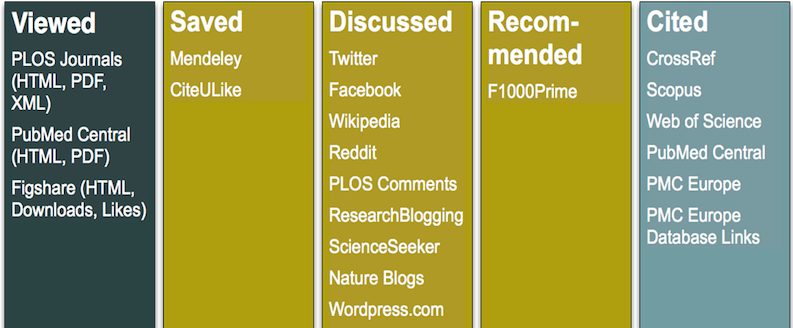 Viewed
PLOS Journals
(HTML, PDF,
XML)
PubMed Central
(HTML, PDF)
Figshare (HTML,
Downloads, Likes)
Saved
Mendeley
CiteULike
Discussed
Twitter
Facebook
Wikipedia
Reddit
PLOS Comments
ResearchBlogging
ScienceSeeker
Nature Blogs
Wordpress.com
Recom-
mended
F1000Prime
Cited
CrossRef
Scopus
Web of Science
PubMed Central
PMC Europe
PMC Europe
Database Links